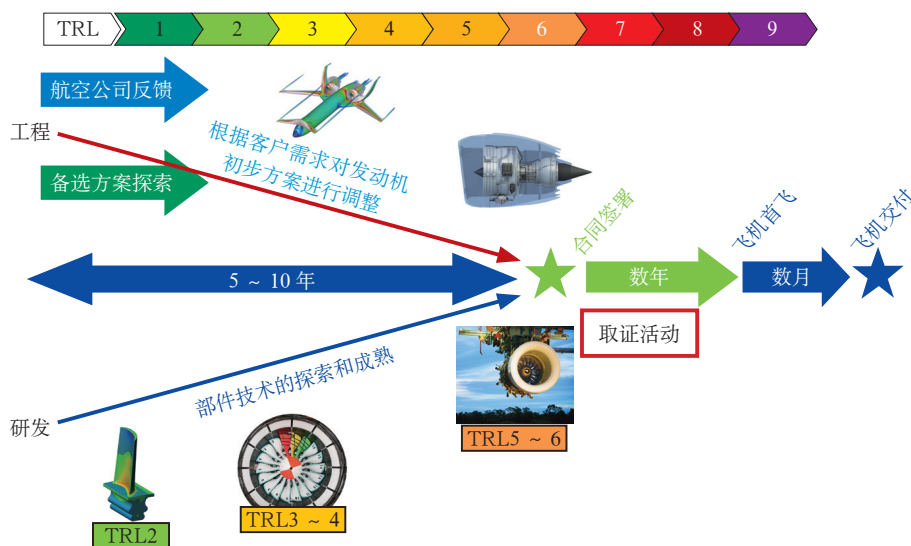 TRL 1 2 3 4 5 6 7 8 9
航空公司反馈
工程
根据客户需求对发动机
初步方案进行调整
备选方案探索
合同签署
飞机首飞
飞机交付
5 ~ 10 年
数年
数月
取证活动
部件技术的探索和成熟
研发
TRL2
TRL3 ~ 4
TRL5 ~ 6